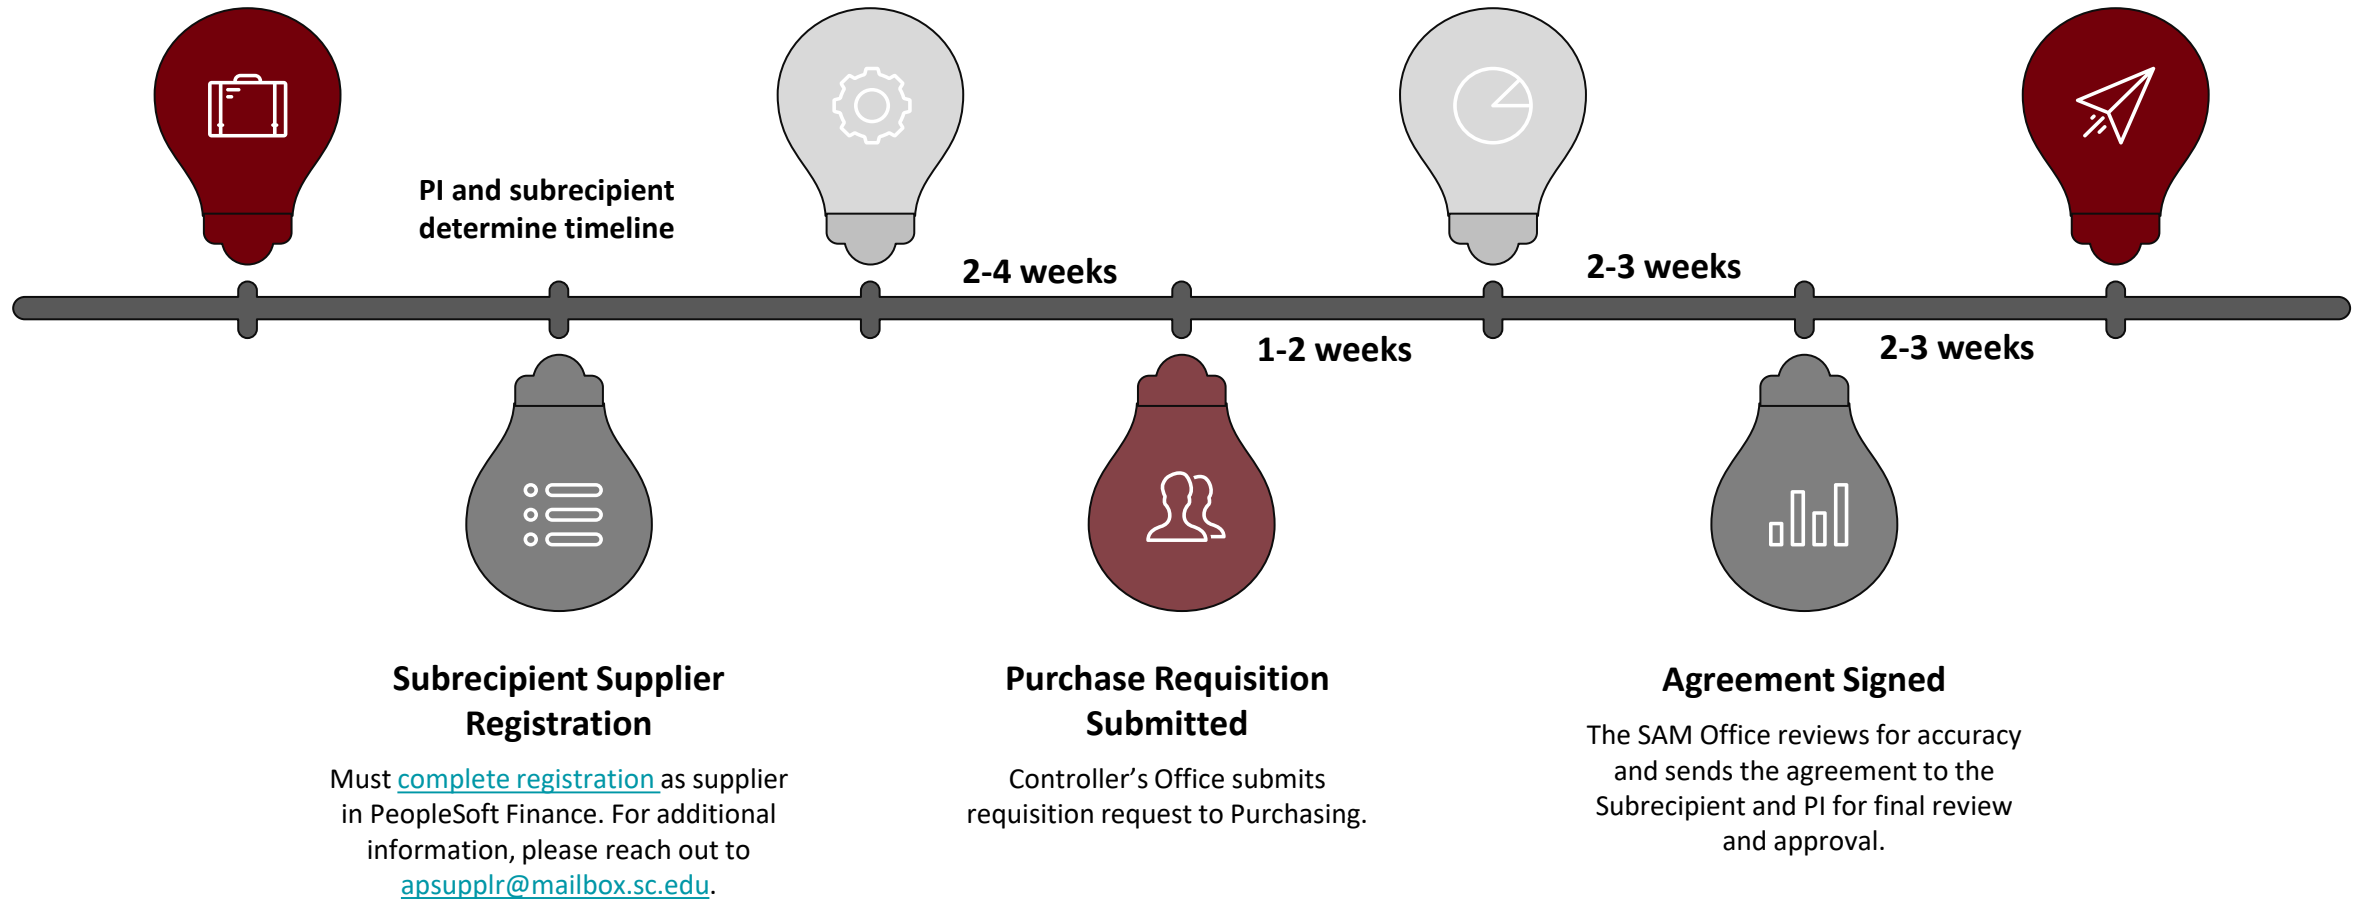 PI and subrecipient
determine timeline
2-4 weeks
1-2 weeks
2-3 weeks
2-3 weeks
Subrecipient Supplier
Registration
Must complete registration as supplier
in PeopleSoft Finance. For additional
information, please reach out to
apsupplr@mailbox.sc.edu.
Purchase Requisition
Submitted
Controller’s Office submits
requisition request to Purchasing.
Agreement Signed
The SAM Office reviews for accuracy
and sends the agreement to the
Subrecipient and PI for final review
and approval.